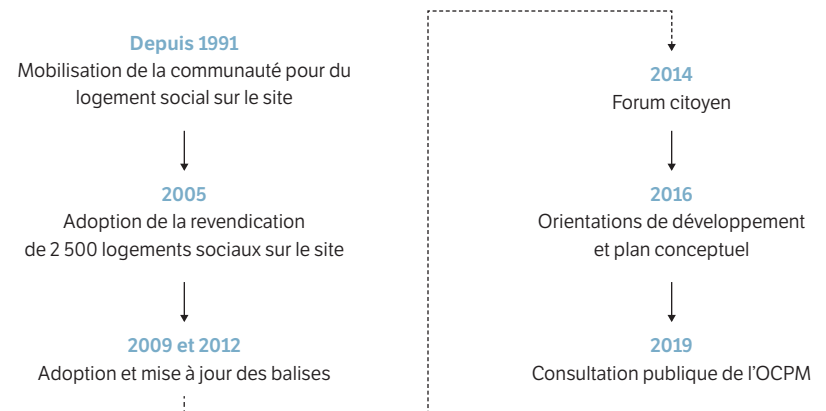 Depuis 1991
Mobilisation de la communauté pour du
logement social sur le site
2005
Adoption de la revendication
de 2 500 logements sociaux sur le site
2009 et 2012
Adoption et mise à jour des balises
2014
Forum citoyen
2016
Orientations de développement
et plan conceptuel
2019
Consultation publique de l’OCPM